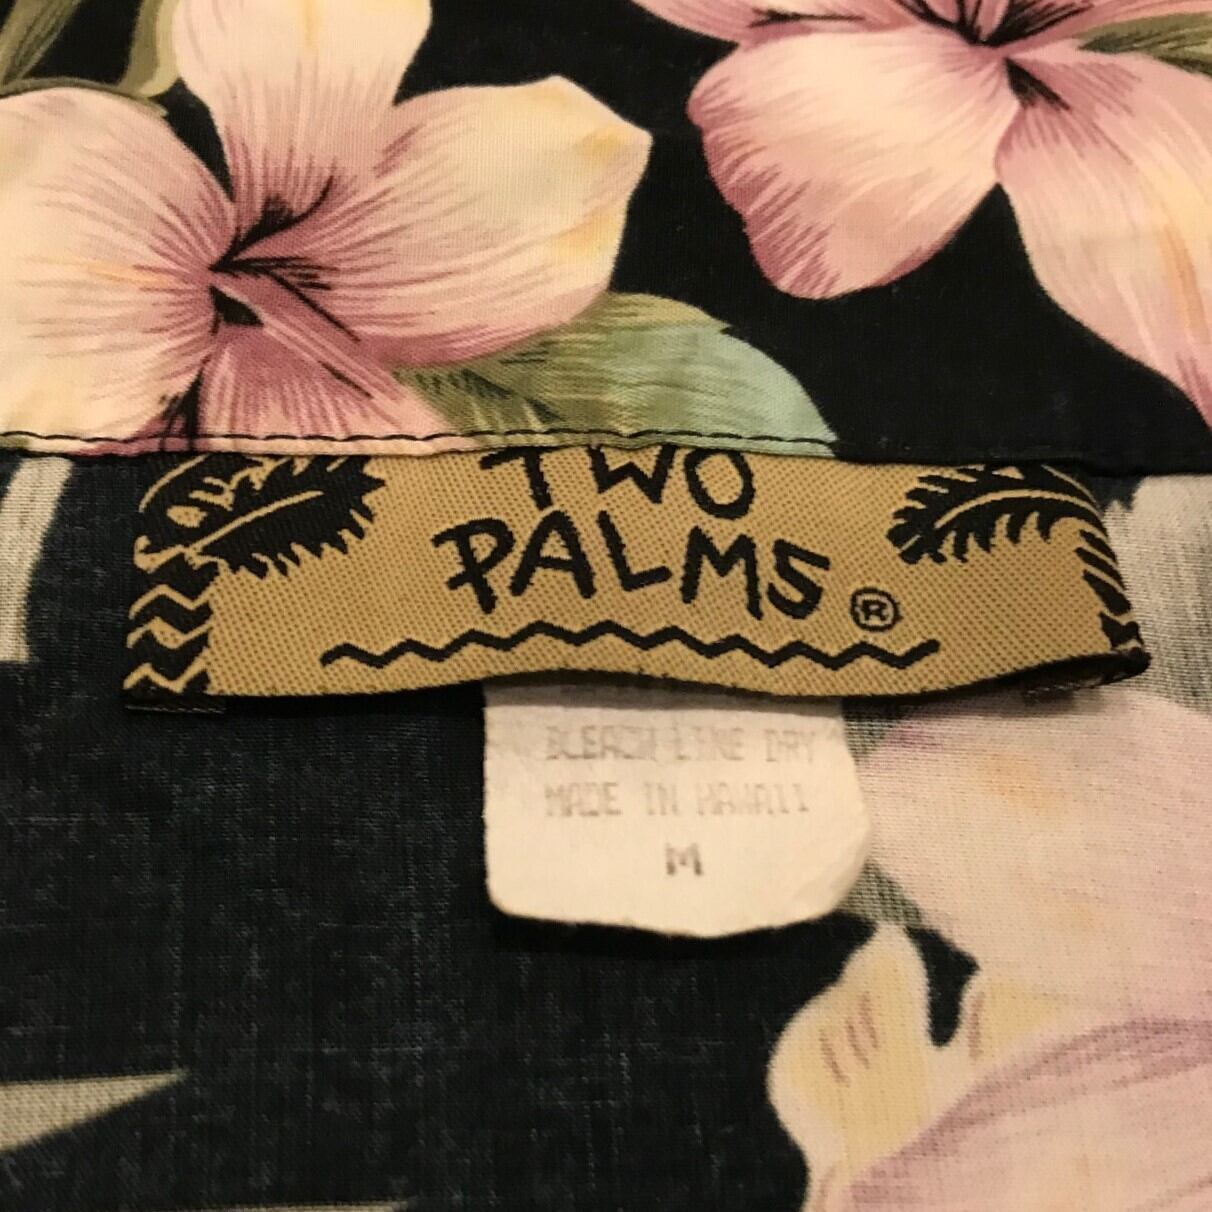 TWO
PALMS ®
BLEACH LINE DRY
MADE IN HAWAII
M